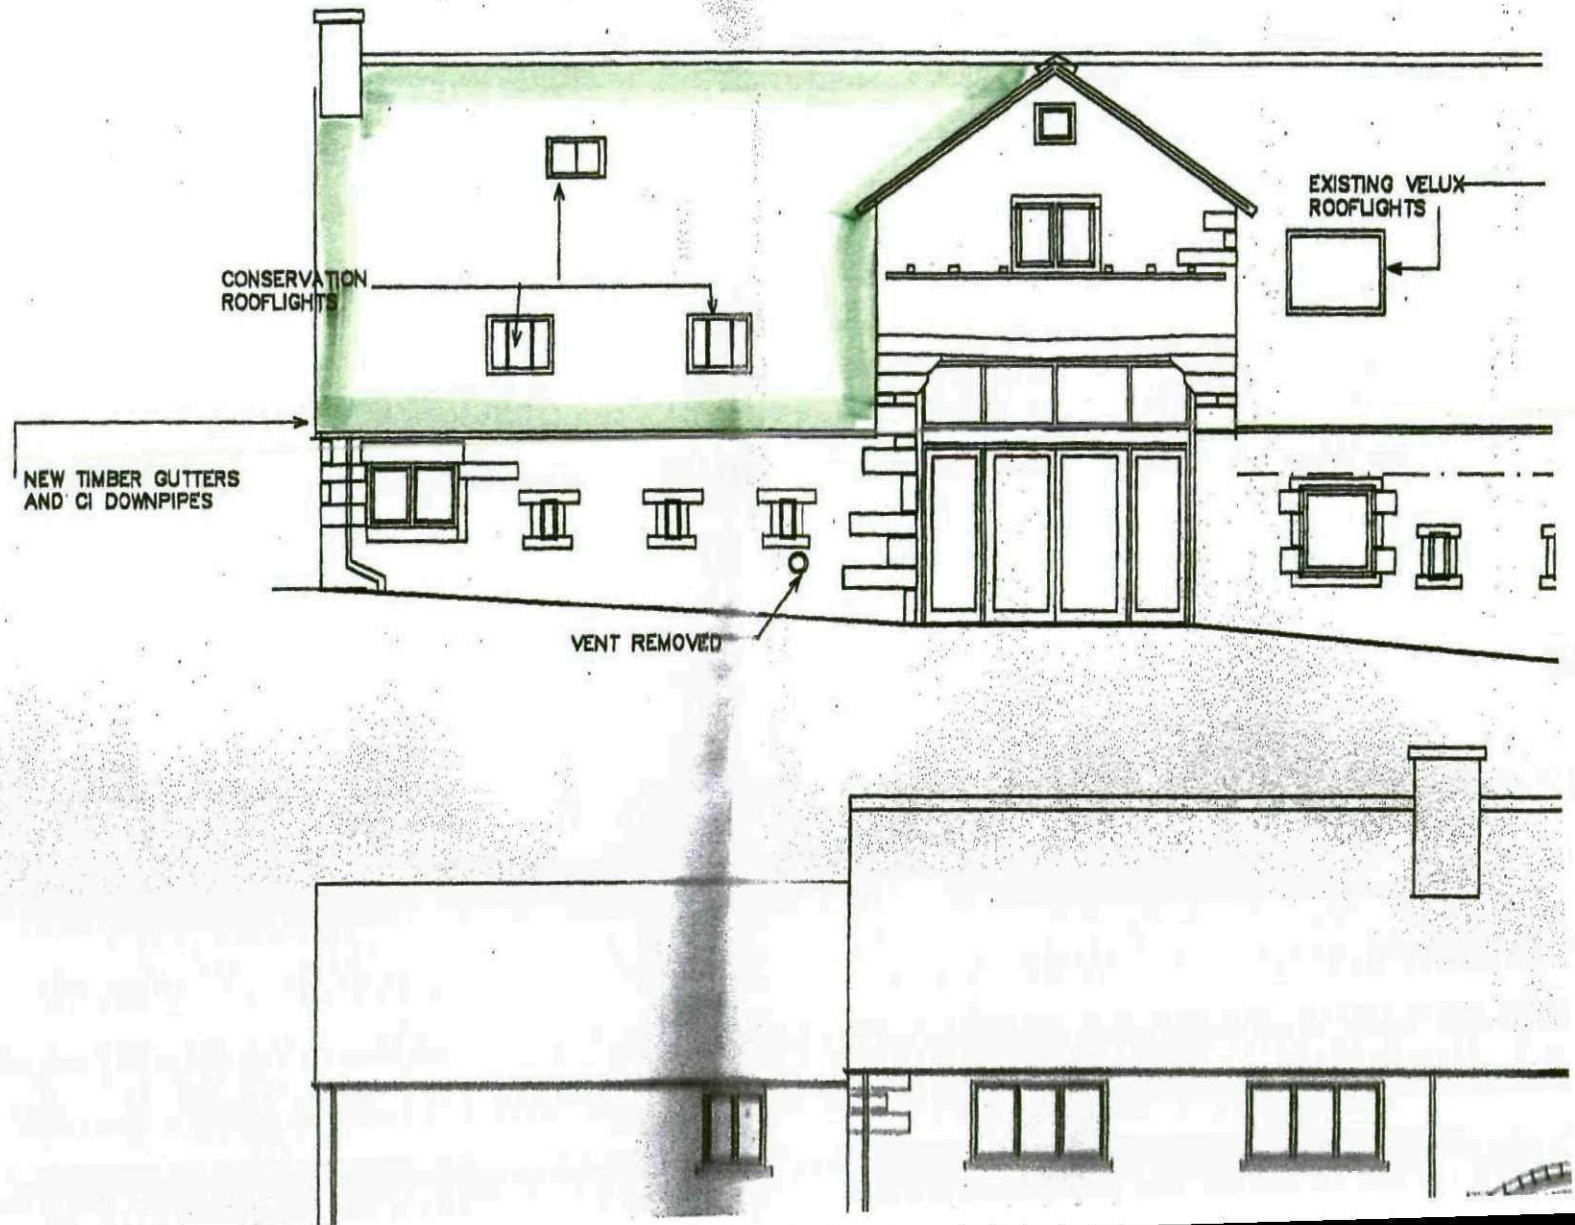 EXISTING VELUX
ROOFLIGHTS
CONSERVATION
ROOFLIGHTS
NEW TIMBER GUTTERS
AND CI DOWNPIPES
VENT REMOVED